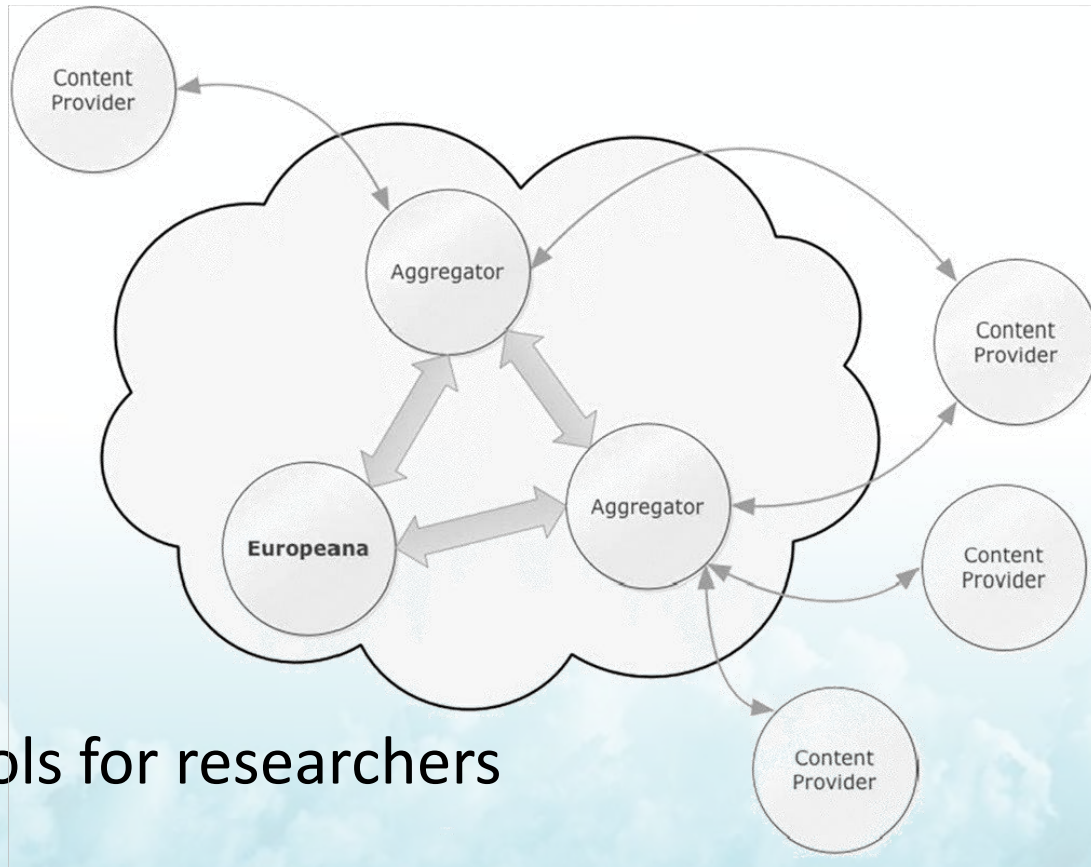 Content
Provider
Aggregator
Content
Provider
Aggregator
Europeana
Content
Provider
Content
Provider
ols for researchers